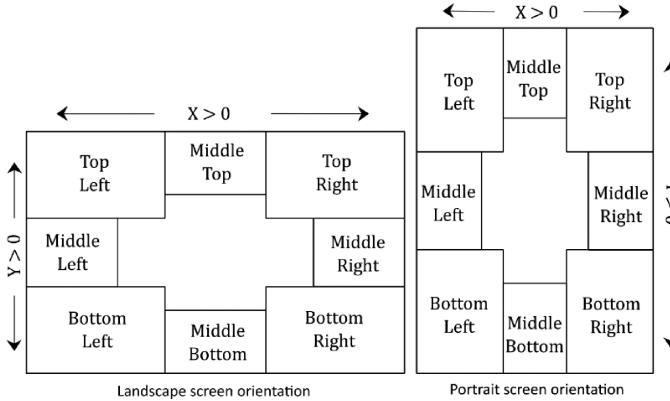 X > 0
Top
Left
Middle
Top
Top
Right
Middle
Left
Middle
Right
Bottom
Left
Middle
Bottom
Bottom
Right
Y > 0
Landscape screen orientation
X > 0
Top
Left
Middle
Top
Top
Right
Middle
Left
Middle
Right
Bottom
Left
Middle
Bottom
Bottom
Right
Portrait screen orientation